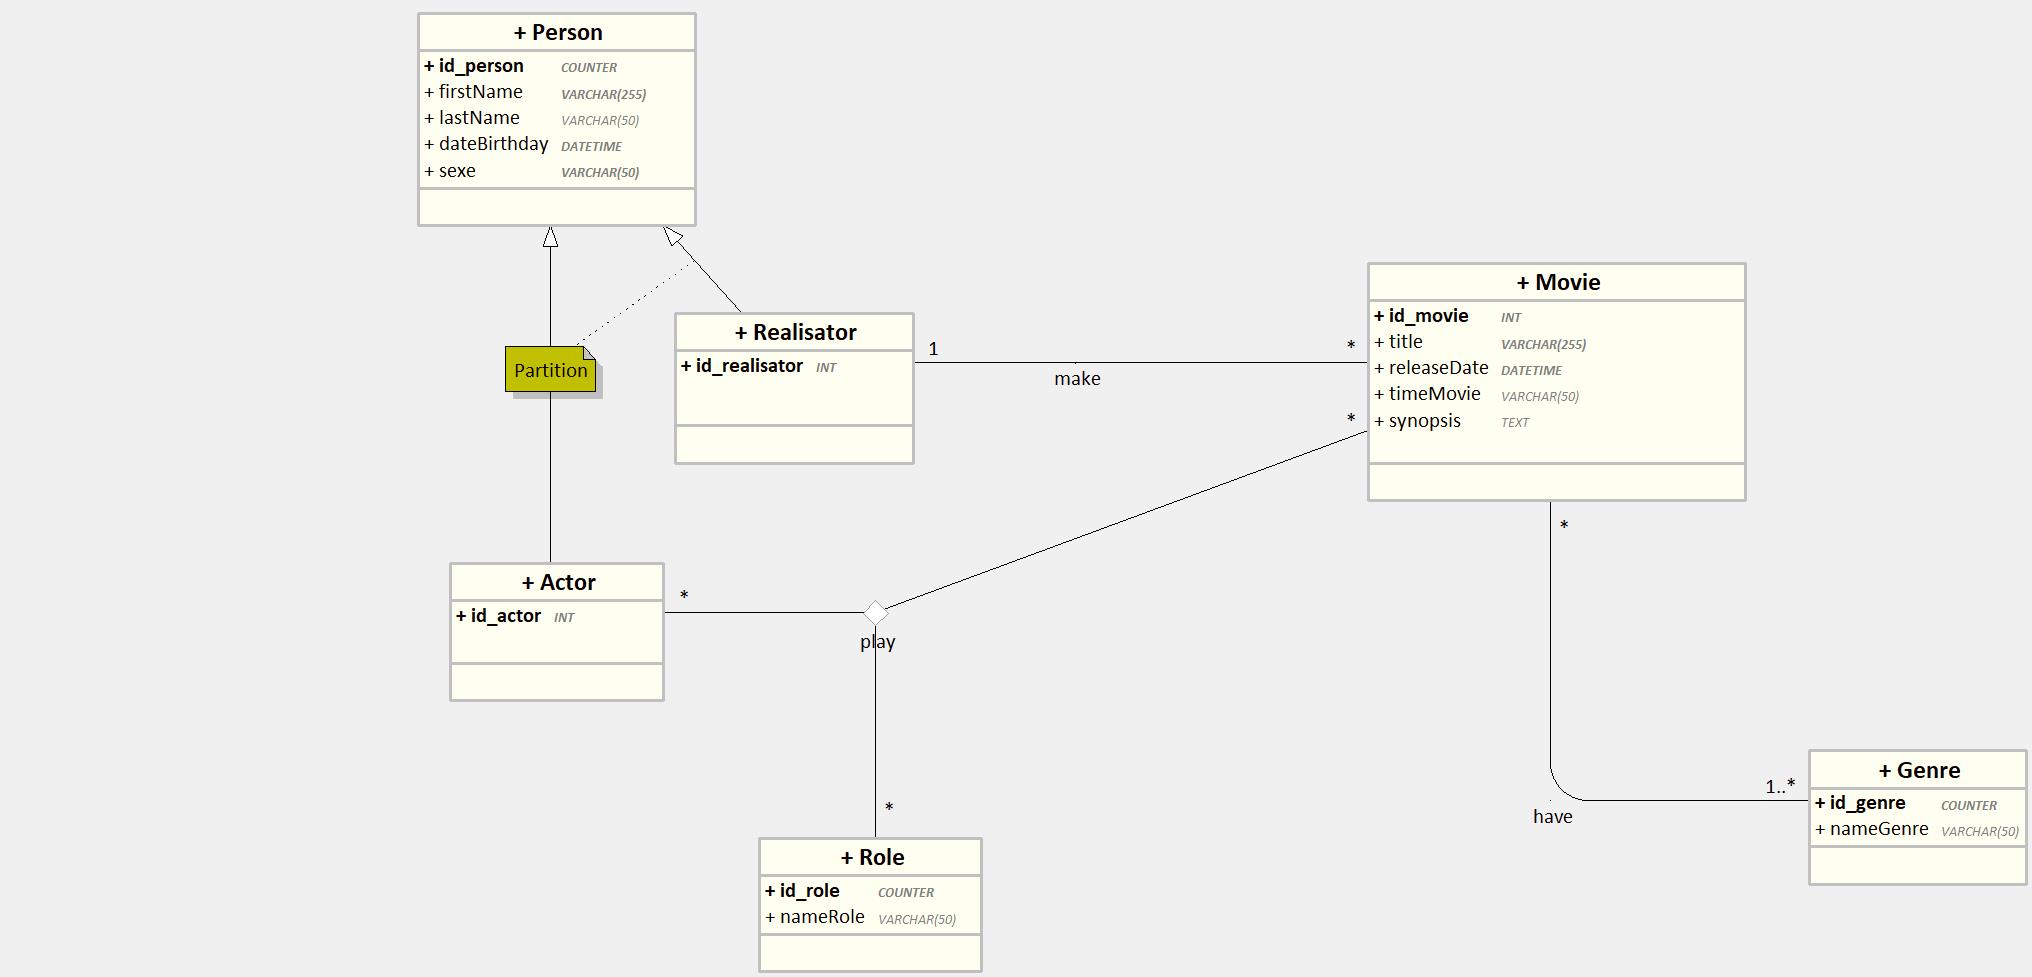 + Person
+ id_person COUNTER
+ firstName VARCHAR(255)
+ lastName VARCHAR(50)
+ dateBirthday DATETIME
+ sexe VARCHAR(50)
Partition
+ Realisator
+ id_realisator INT
1
*
make
+ Movie
+ id_movie INT
+ title VARCHAR(255)
+ releaseDate DATETIME
+ timeMovie VARCHAR(50)
+ synopsis TEXT
*
*
+ Actor
+ id_actor INT
*
play
*
+ Role
+ id_role COUNTER
+ nameRole VARCHAR(50)
1..*
have
+ Genre
+ id_genre COUNTER
+ nameGenre VARCHAR(50)